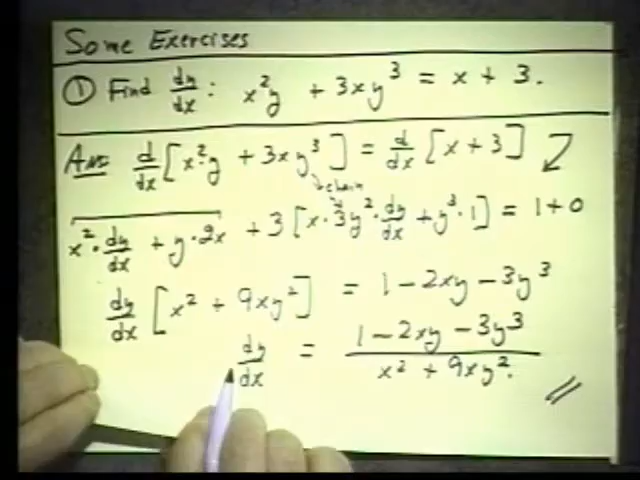 Some Exercises
① Find dy/dx : x²y + 3xy³ = x + 3.
Ans d/dx [x²·y + 3xy³] = d/dx [x + 3]
chain
x²·dy/dx + y·2x + 3[x·3y²·dy/dx + y³·1] = 1+0
dy/dx [x² + 9xy²] = 1 - 2xy - 3y³
dy/dx = (1 - 2xy - 3y³)/(x² + 9xy²).